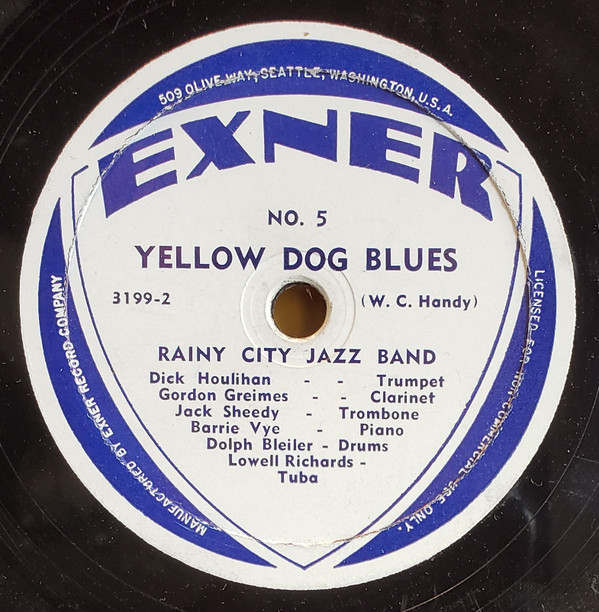 509 OLIVE WAY, SEATTLE, WASHINGTON, U.S.A.
EXNER
NO. 5
YELLOW DOG BLUES
3199-2 (W. C. Handy)
RAINY CITY JAZZ BAND
Dick Houlihan - - Trumpet
Gordon Greimes - - Clarinet
Jack Sheedy - Trombone
Barrie Vye - Piano
Dolph Bleiler - Drums
Lowell Richards -
Tuba
MANUFACTURED BY EXNER RECORD COMPANY
LICENSED FOR NON-COMMERCIAL USE ONLY.